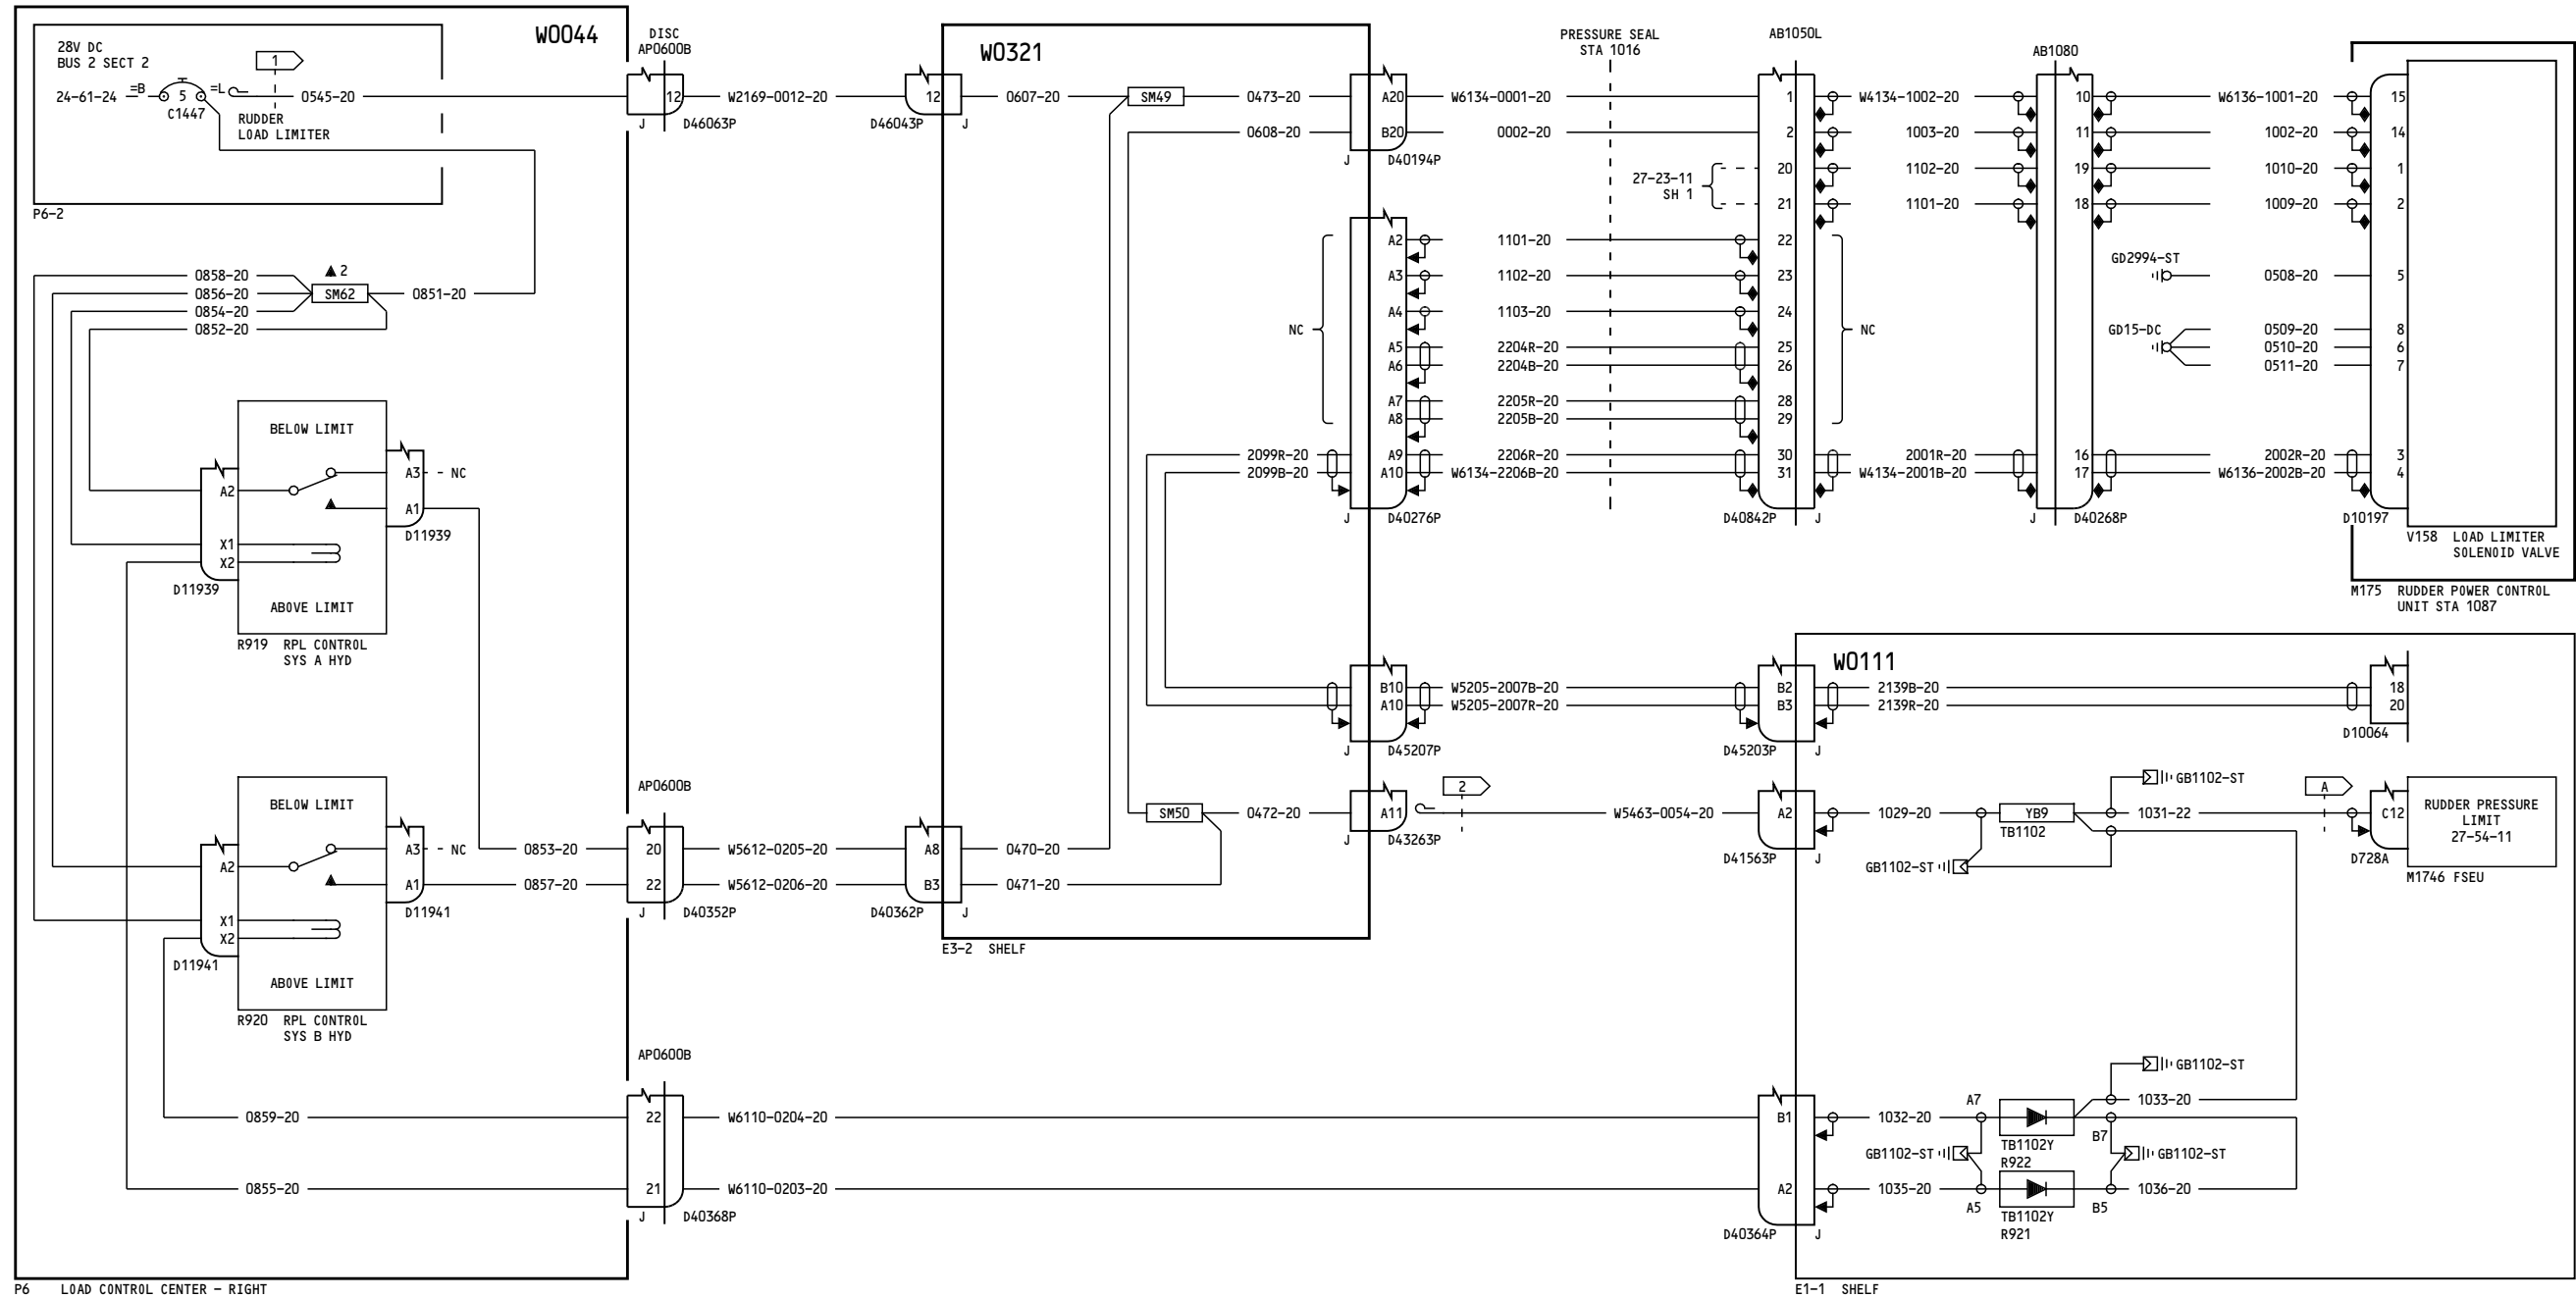 W0044
28V DC
BUS 2 SECT 2
1
24-61-24
=B
5
=L
C1447
0545-20
RUDDER
LOAD LIMITER
P6-2
DISC
AP0600B
12
J
D46063P
W2169-0012-20
12
D46043P
J
W0321
0607-20
SM49
0473-20
0608-20
A20
B20
J
D40194P
W6134-0001-20
0002-20
PRESSURE SEAL
STA 1016
27-23-11
SH 1
AB1050L
1
2
20
21
22
23
24
25
26
28
29
30
31
D40842P
J
W4134-1002-20
1003-20
1102-20
1101-20
NC
2001R-20
W4134-2001B-20
AB1080
10
11
19
18
16
17
J
D40268P
W6136-1001-20
1002-20
1010-20
1009-20
GD2994-ST
0508-20
GD15-DC
0509-20
0510-20
0511-20
2002R-20
W6136-2002B-20
15
14
1
2
5
8
6
7
3
4
D10197
V158 LOAD LIMITER
SOLENOID VALVE
M175 RUDDER POWER CONTROL
UNIT STA 1087
NC
A2
A3
A4
A5
A6
A7
A8
A9
A10
J
D40276P
1101-20
1102-20
1103-20
2204R-20
2204B-20
2205R-20
2205B-20
2206R-20
W6134-2206B-20
2099R-20
2099B-20
0858-20
0856-20
0854-20
0852-20
2
SM62
0851-20
BELOW LIMIT
A2
A3
NC
A1
D11939
X1
X2
D11939
ABOVE LIMIT
R919 RPL CONTROL
SYS A HYD
BELOW LIMIT
A2
A3
NC
A1
D11941
X1
X2
D11941
ABOVE LIMIT
R920 RPL CONTROL
SYS B HYD
0853-20
0857-20
AP0600B
20
22
J
D40352P
W5612-0205-20
W5612-0206-20
A8
B3
D40362P
J
0470-20
0471-20
SM50
0472-20
E3-2 SHELF
B10
A10
J
D45207P
W5205-2007B-20
W5205-2007R-20
B2
B3
D45203P
J
W0111
2139B-20
2139R-20
18
20
D10064
A11
J
D43263P
2
W5463-0054-20
A2
D41563P
J
1029-20
YB9
TB1102
GB1102-ST
GB1102-ST
1031-22
A
C12
D728A
RUDDER PRESSURE
LIMIT
27-54-11
M1746 FSEU
0859-20
0855-20
AP0600B
22
21
J
D40368P
W6110-0204-20
W6110-0203-20
B1
A2
D40364P
J
1032-20
1035-20
A7
A5
GB1102-ST
TB1102Y
R922
TB1102Y
R921
B7
B5
GB1102-ST
1033-20
GB1102-ST
1036-20
P6 LOAD CONTROL CENTER - RIGHT
E1-1 SHELF